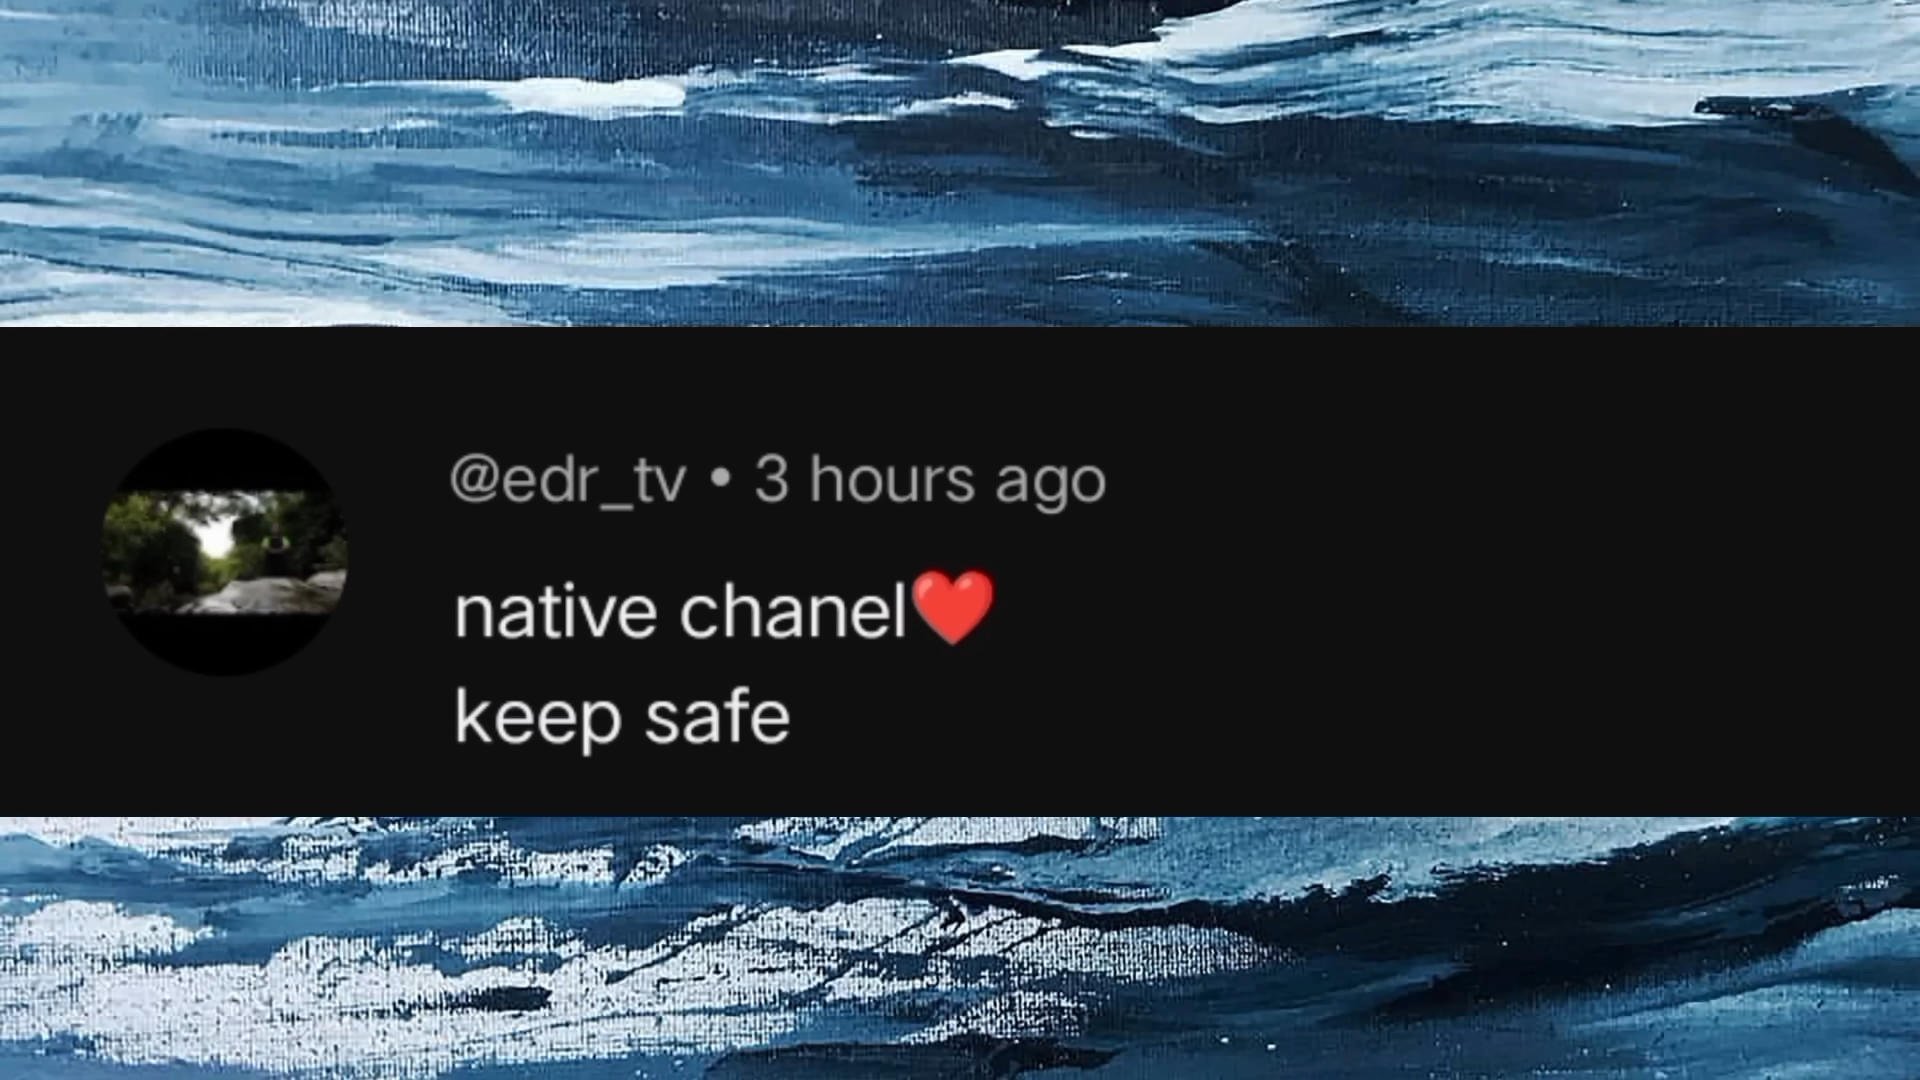 @edr_tv • 3 hours ago
native chanel❤️
keep safe